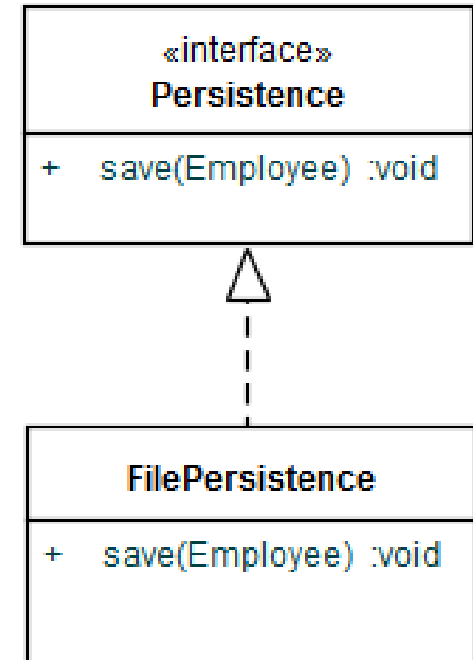 «interface»
Persistence
+ save(Employee) :void
FilePersistence
+ save(Employee) :void